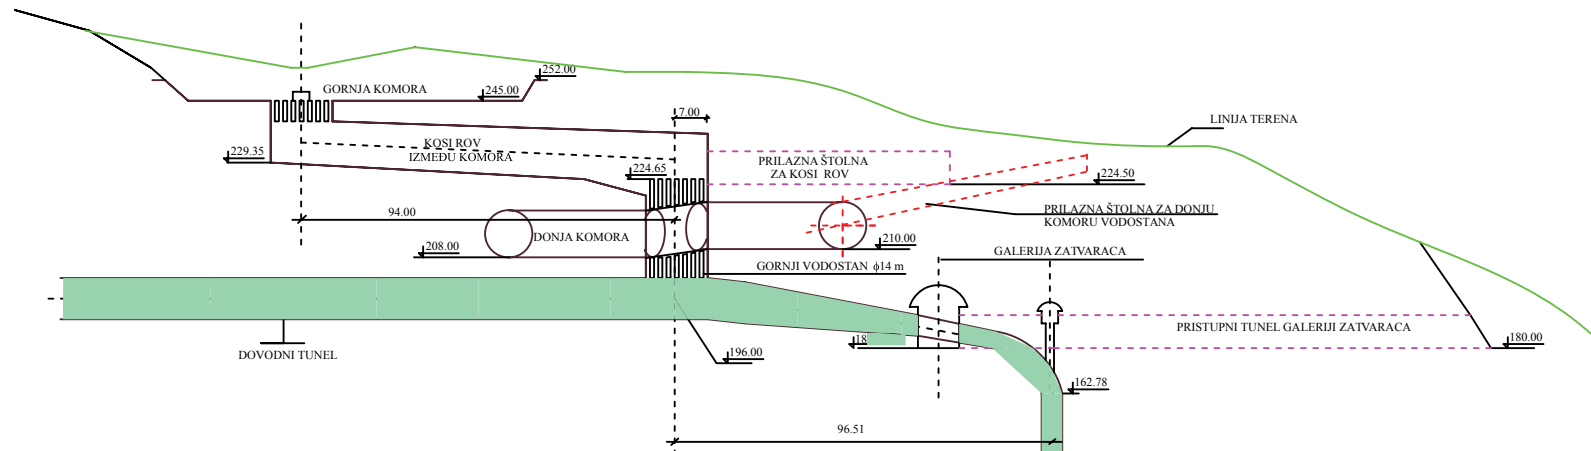 252.00
GORNJA KOMORA
245.00
7.00
LINIJA TERENA
KOSI ROV
IZMEĐU KOMORA
229.35
224.65
PRILAZNA ŠTOLNA
ZA KOSI ROV
224.50
94.00
PRILAZNA ŠTOLNA ZA DONJU
KOMORU VODOSTANA
DONJA KOMORA
210.00
208.00
GALERIJA ZATVARACA
GORNJI VODOSTAN ϕ14 m
PRISTUPNI TUNEL GALERIJI ZATVARACA
18
180.00
DOVODNI TUNEL
196.00
162.78
96.51